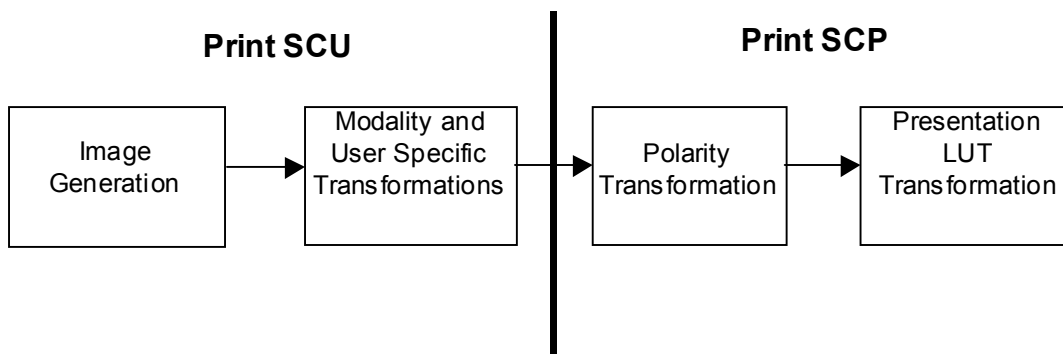 Print SCU
Print SCP
Image
Generation
Modality and
User Specific
Transformations
Polarity
Transformation
Presentation
LUT
Transformation